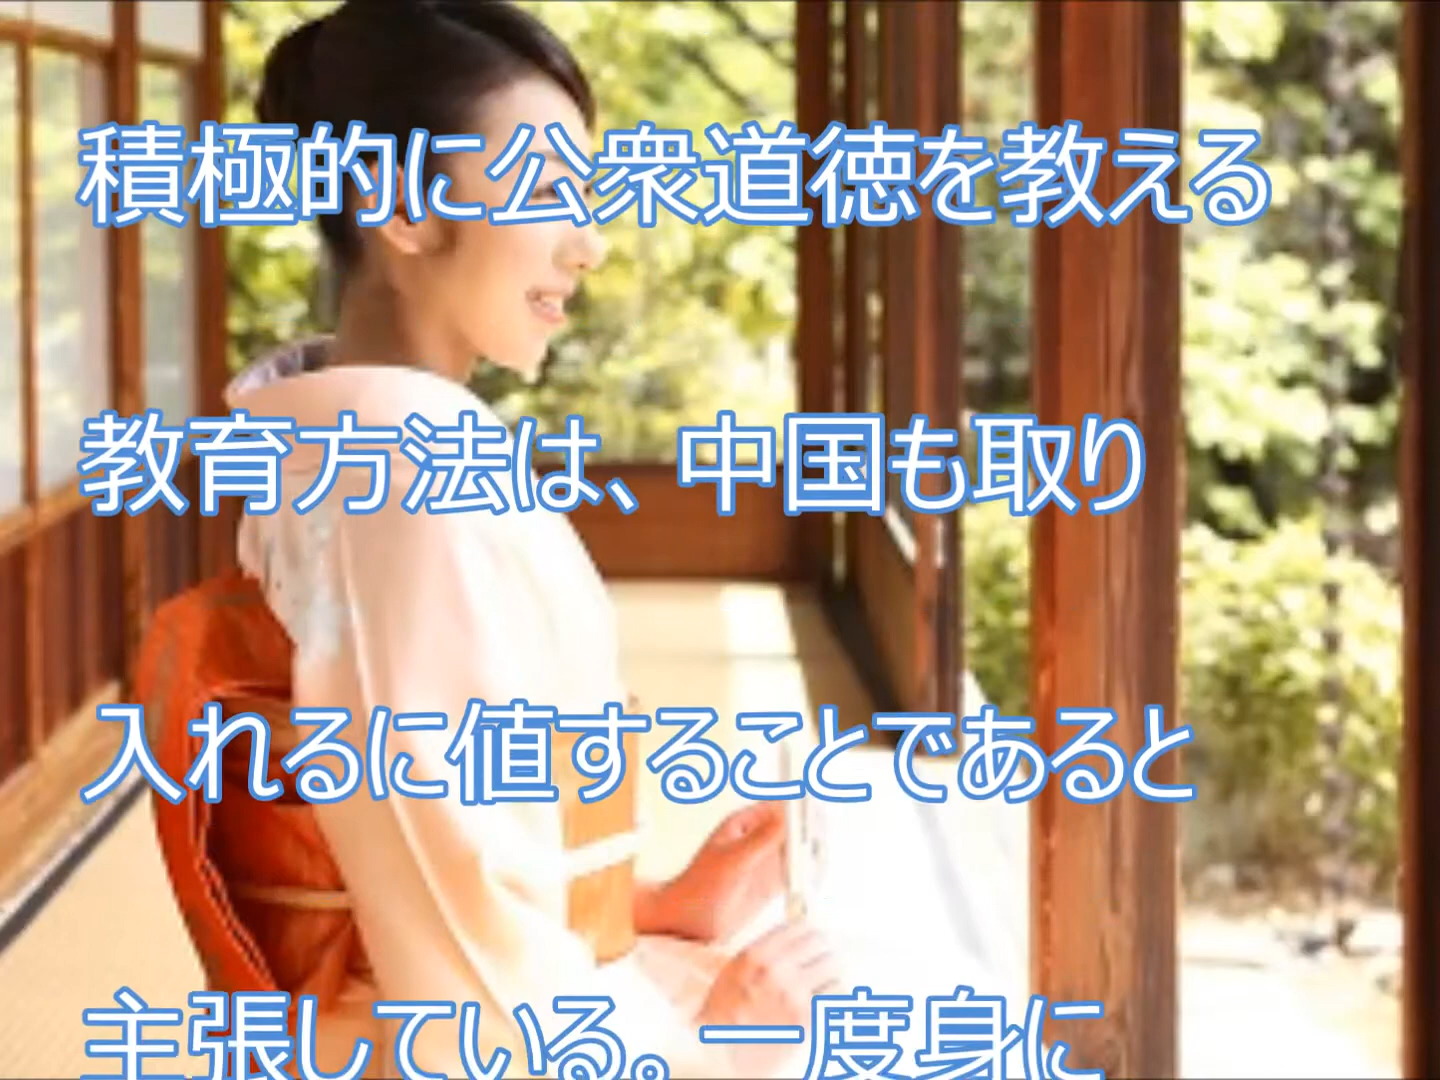 積極的に公衆道徳を教える
教育方法は、中国も取り
入れるに値することであると
主張している。一度身に